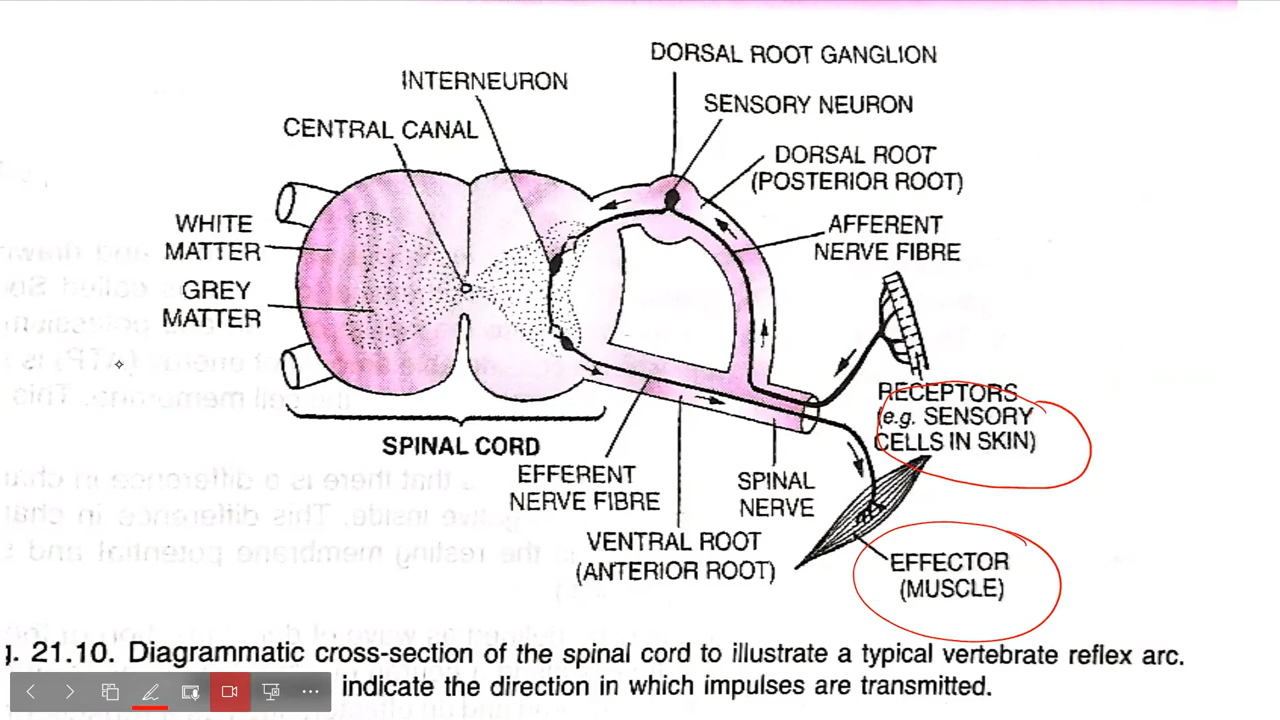 DORSAL ROOT GANGLION
INTERNEURON
SENSORY NEURON
CENTRAL CANAL
DORSAL ROOT
(POSTERIOR ROOT)
WHITE
MATTER
AFFERENT
NERVE FIBRE
GREY
MATTER
RECEPTORS
(e.g. SENSORY
CELLS IN SKIN)
SPINAL CORD
EFFERENT
NERVE FIBRE
SPINAL
NERVE
VENTRAL ROOT
(ANTERIOR ROOT)
EFFECTOR
(MUSCLE)
21.10. Diagrammatic cross-section of the spinal cord to illustrate a typical vertebrate reflex arc.
indicate the direction in which impulses are transmitted.